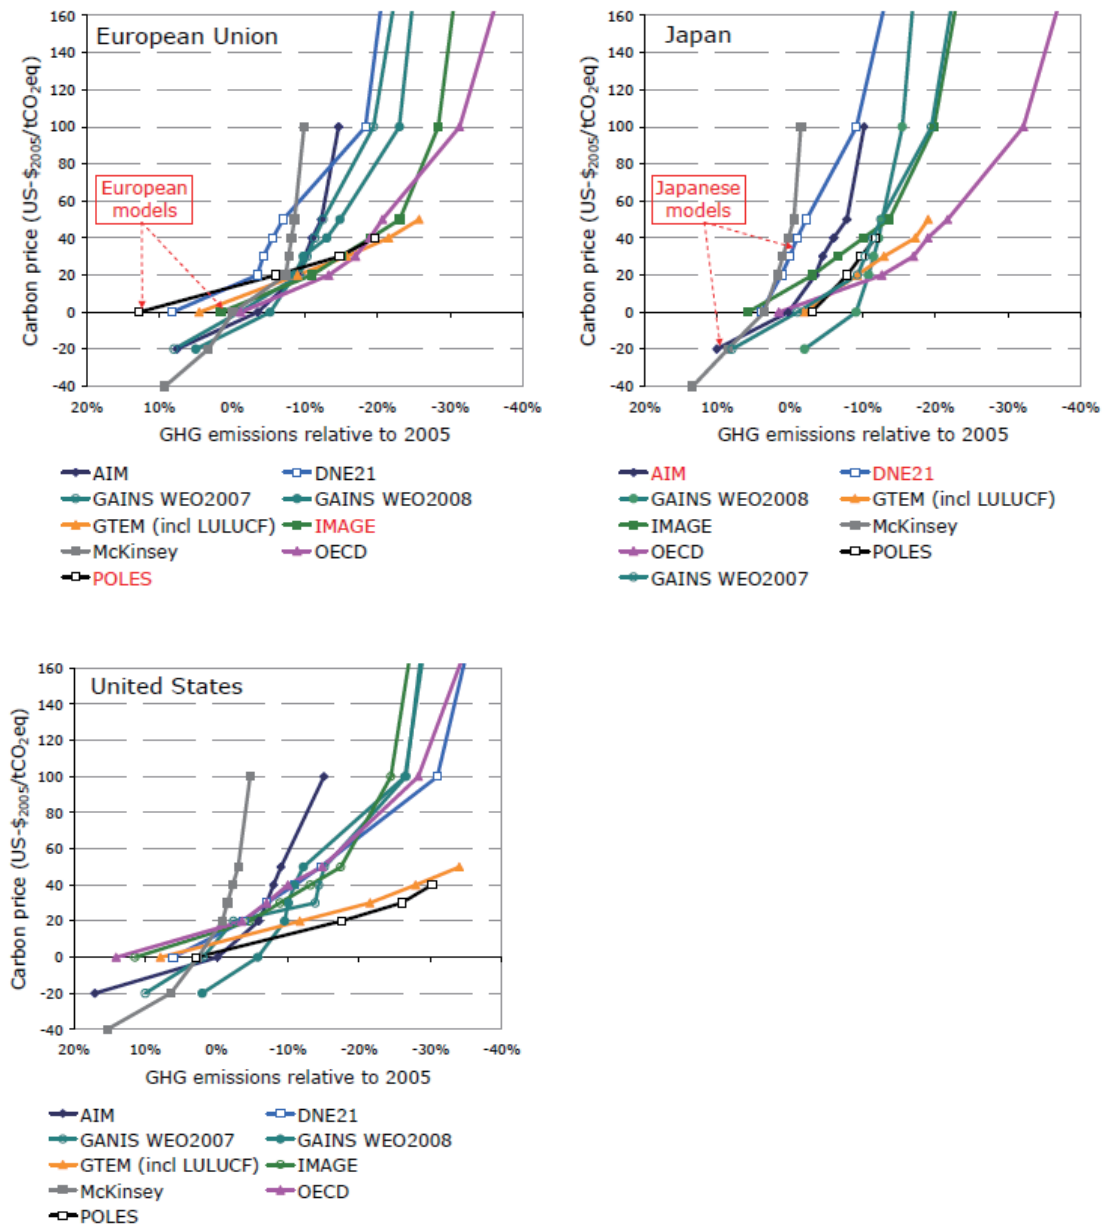 European Union
Carbon price (US-$2005/tCO2eq)
160
140
120
100
80
60
40
20
0
-20
-40
European
models
20% 10% 0% -10% -20% -30% -40%
GHG emissions relative to 2005
AIM DNE21
GAINS WEO2007 GAINS WEO2008
GTEM (incl LULUCF) IMAGE
McKinsey OECD
POLES
Japan
Carbon price (US-$2005/tCO2eq)
160
140
120
100
80
60
40
20
0
-20
-40
Japanese
models
20% 10% 0% -10% -20% -30% -40%
GHG emissions relative to 2005
AIM DNE21
GAINS WEO2008 GTEM (incl LULUCF)
IMAGE McKinsey
OECD POLES
GAINS WEO2007
United States
Carbon price (US-$2005/tCO2eq)
160
140
120
100
80
60
40
20
0
-20
-40
20% 10% 0% -10% -20% -30% -40%
GHG emissions relative to 2005
AIM DNE21
GANIS WEO2007 GAINS WEO2008
GTEM (incl LULUCF) IMAGE
McKinsey OECD
POLES